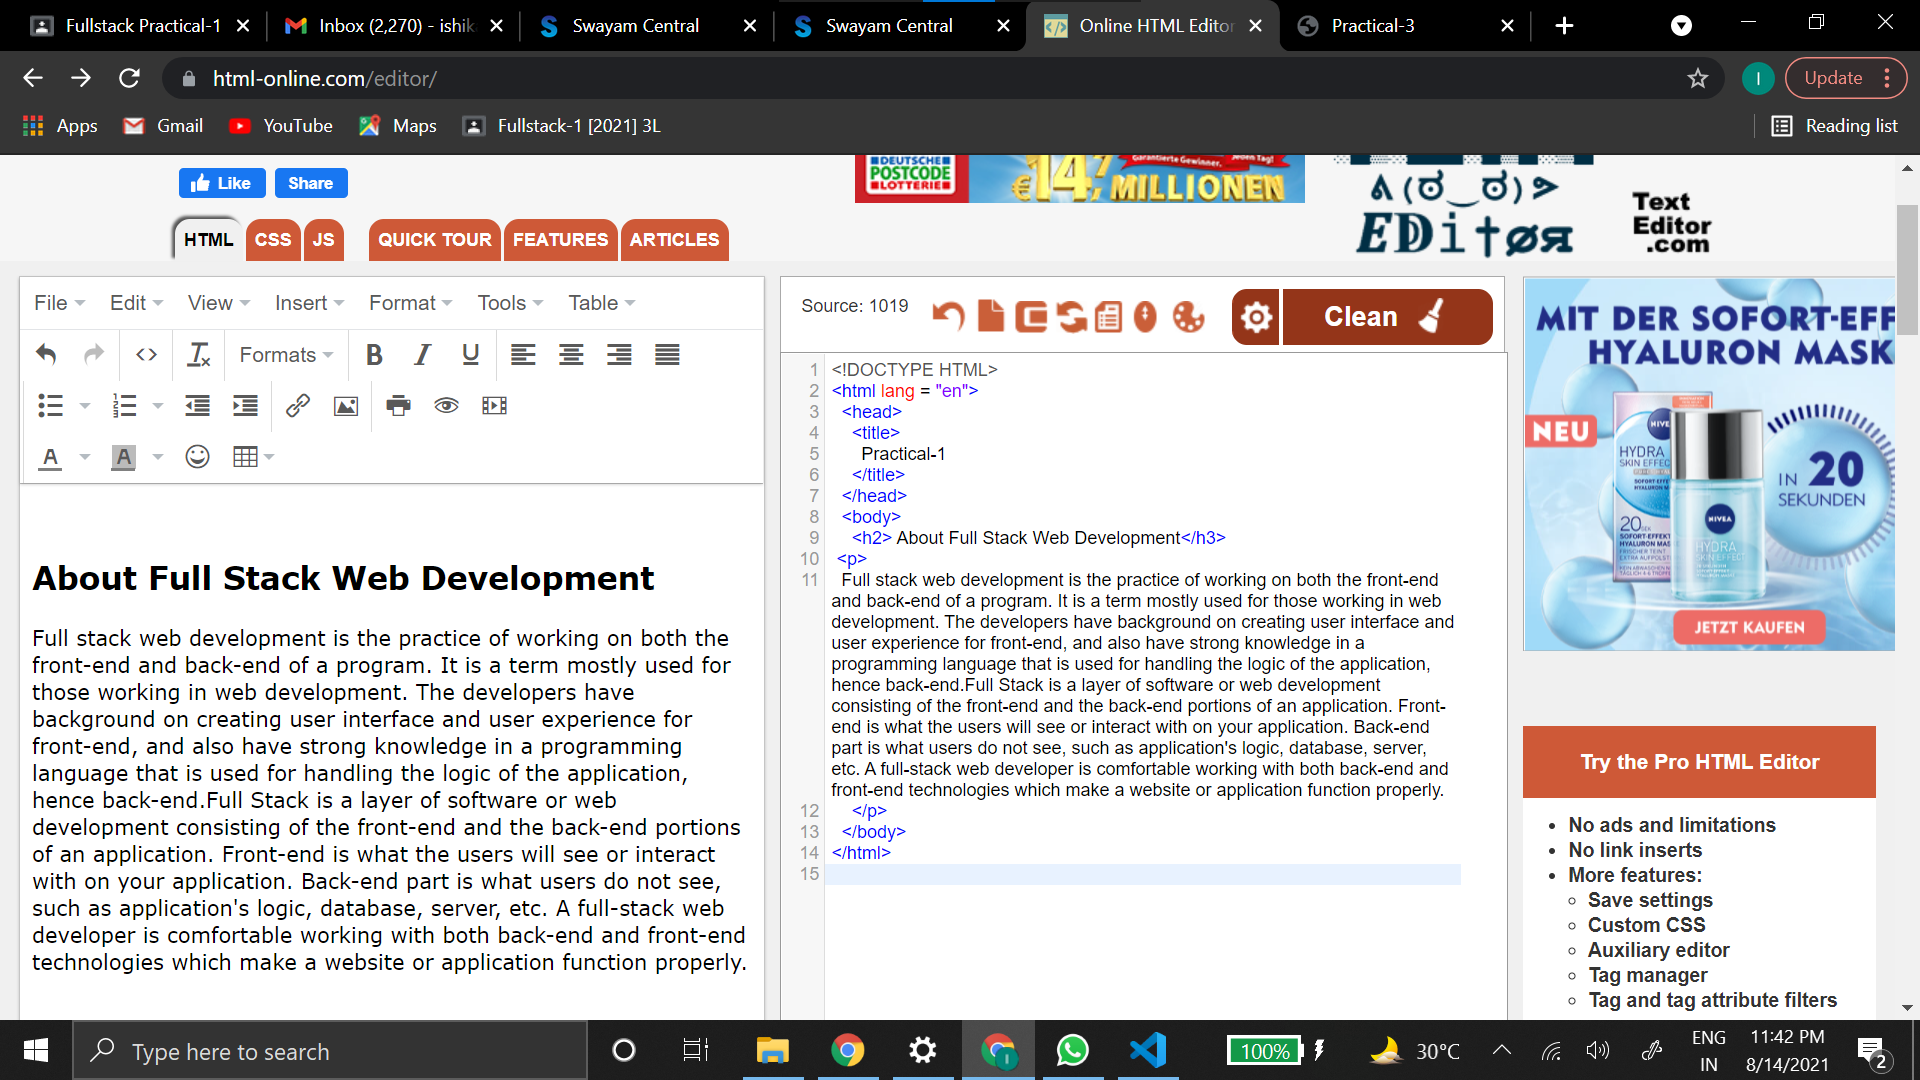 Fullstack Practical-1
Inbox (2,270) - ishik
Swayam Central
Swayam Central
Online HTML Editor
Practical-3
html-online.com/editor/
I
Update
Apps
Gmail
YouTube
Maps
Fullstack-1 [2021] 3L
Reading list
Like
Share
DEUTSCHE
POSTCODE
LOTTERIE
Garantierte Gewinner. Jeden Tag!
€14,7 MILLIONEN
EDitøЯ
Text
Editor
.com
HTML
CSS
JS
QUICK TOUR
FEATURES
ARTICLES
File
Edit
View
Insert
Format
Tools
Table
Formats
B I U
A
A
About Full Stack Web Development
Full stack web development is the practice of working on both the
front-end and back-end of a program. It is a term mostly used for
those working in web development. The developers have
background on creating user interface and user experience for
front-end, and also have strong knowledge in a programming
language that is used for handling the logic of the application,
hence back-end.Full Stack is a layer of software or web
development consisting of the front-end and the back-end portions
of an application. Front-end is what the users will see or interact
with on your application. Back-end part is what users do not see,
such as application's logic, database, server, etc. A full-stack web
developer is comfortable working with both back-end and front-end
technologies which make a website or application function properly.
Source: 1019
Clean
1 <!DOCTYPE HTML>
2 <html lang = "en">
3 <head>
4 <title>
5 Practical-1
6 </title>
7 </head>
8 <body>
9 <h2> About Full Stack Web Development</h3>
10 <p>
11 Full stack web development is the practice of working on both the front-end
and back-end of a program. It is a term mostly used for those working in web
development. The developers have background on creating user interface and
user experience for front-end, and also have strong knowledge in a
programming language that is used for handling the logic of the application,
hence back-end.Full Stack is a layer of software or web development
consisting of the front-end and the back-end portions of an application. Front-
end is what the users will see or interact with on your application. Back-end
part is what users do not see, such as application's logic, database, server,
etc. A full-stack web developer is comfortable working with both back-end and
front-end technologies which make a website or application function properly.
12 </p>
13 </body>
14 </html>
15
MIT DER SOFORT-EFF
HYALURON MASK
NEU
HYDRA
SKIN EFFEC
SOFORT-EFFEKT
HYALURON MAS
NIVEA
HYDRA
SKIN EFFECT
IN 20
SEKUNDEN
JETZT KAUFEN
Try the Pro HTML Editor
No ads and limitations
No link inserts
More features:
Save settings
Custom CSS
Auxiliary editor
Tag manager
Tag and tag attribute filters
Type here to search
100%
30°C
ENG
IN
11:42 PM
8/14/2021
2